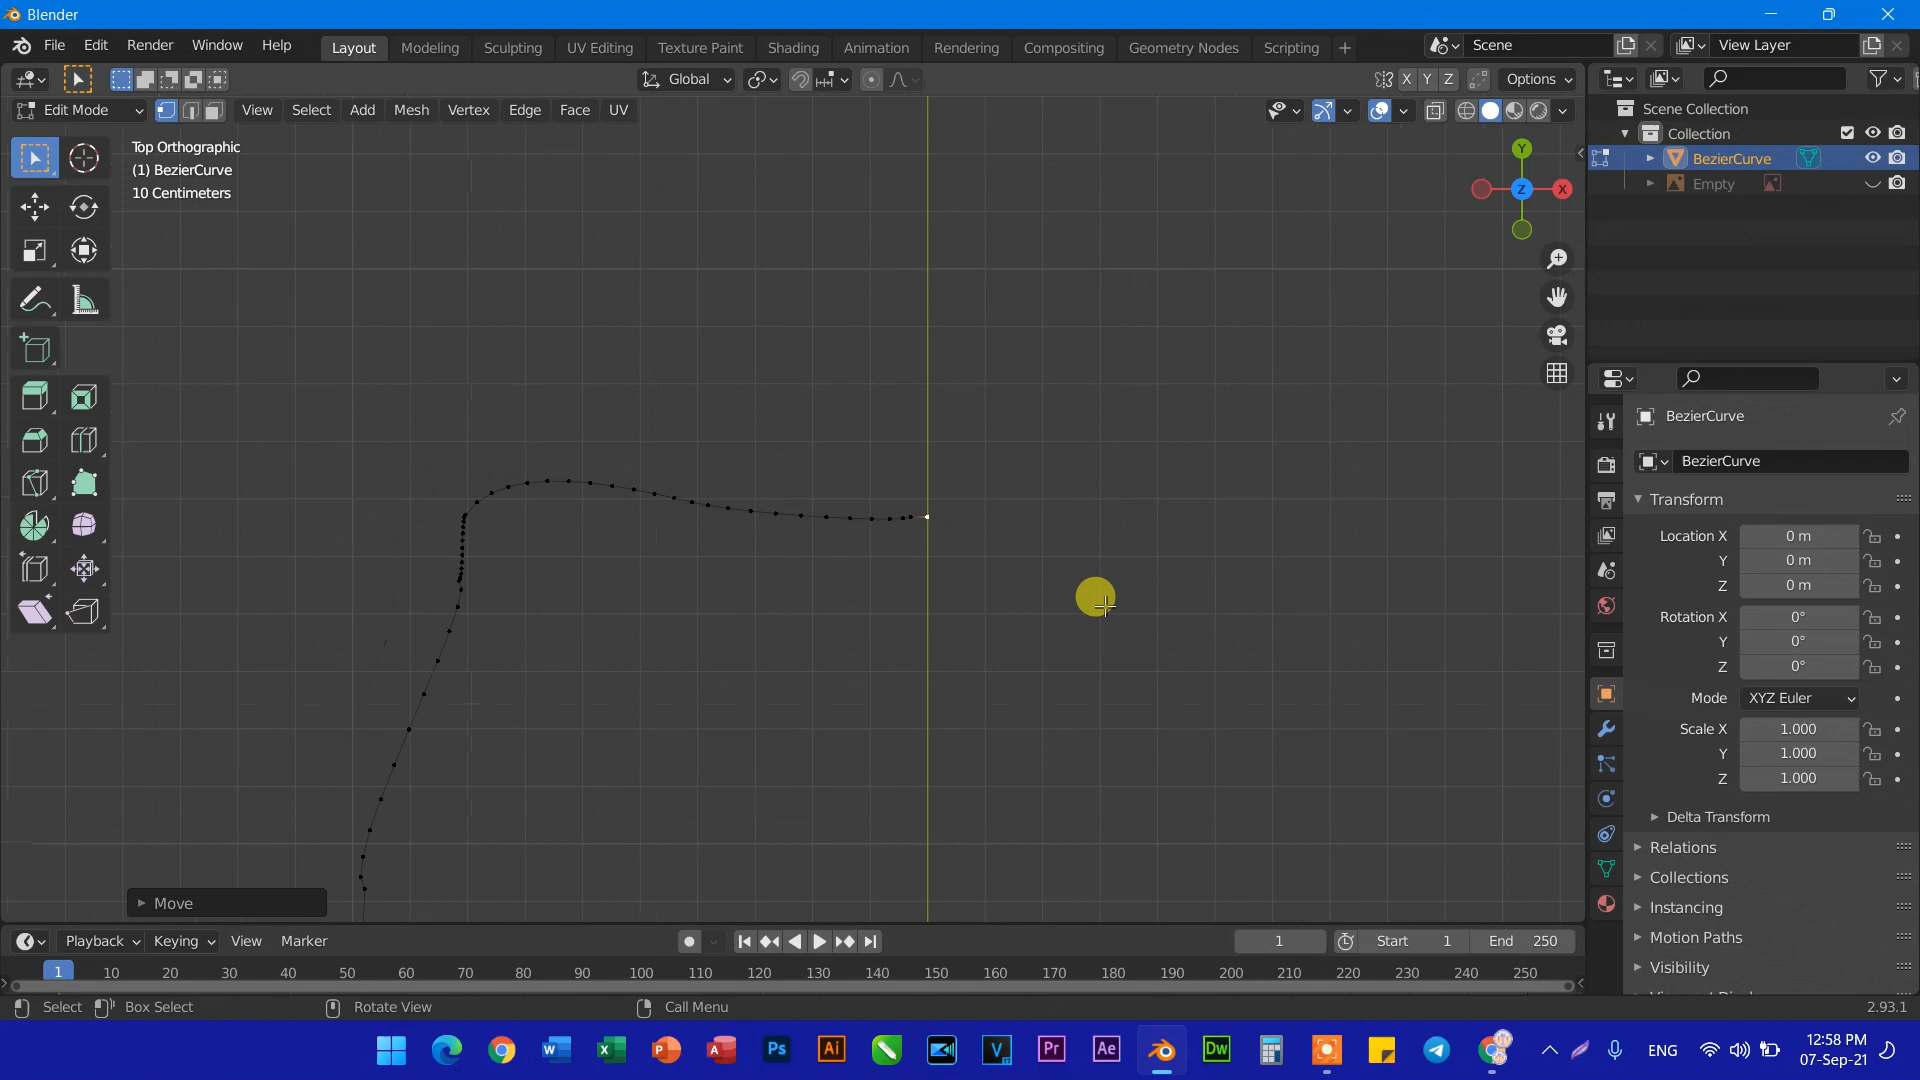 Blender
File Edit Render Window Help Layout Modeling Sculpting UV Editing Texture Paint Shading Animation Rendering Compositing Geometry Nodes Scripting + Scene View Layer
Global X Y Z Options
Edit Mode View Select Add Mesh Vertex Edge Face UV
Top Orthographic
(1) BezierCurve
10 Centimeters
Y
Z X
Scene Collection
Collection
BezierCurve
Empty
BezierCurve
BezierCurve
Transform
Location X 0 m
Y 0 m
Z 0 m
Rotation X 0°
Y 0°
Z 0°
Mode XYZ Euler
Scale X 1.000
Y 1.000
Z 1.000
Delta Transform
Relations
Collections
Instancing
Motion Paths
Visibility
Move
Playback Keying View Marker 1 Start 1 End 250
1 10 20 30 40 50 60 70 80 90 100 110 120 130 140 150 160 170 180 190 200 210 220 230 240 250
Select Box Select Rotate View Call Menu 2.93.1
Ps Ai V Pr Ae Dw ENG 12:58 PM
07-Sep-21